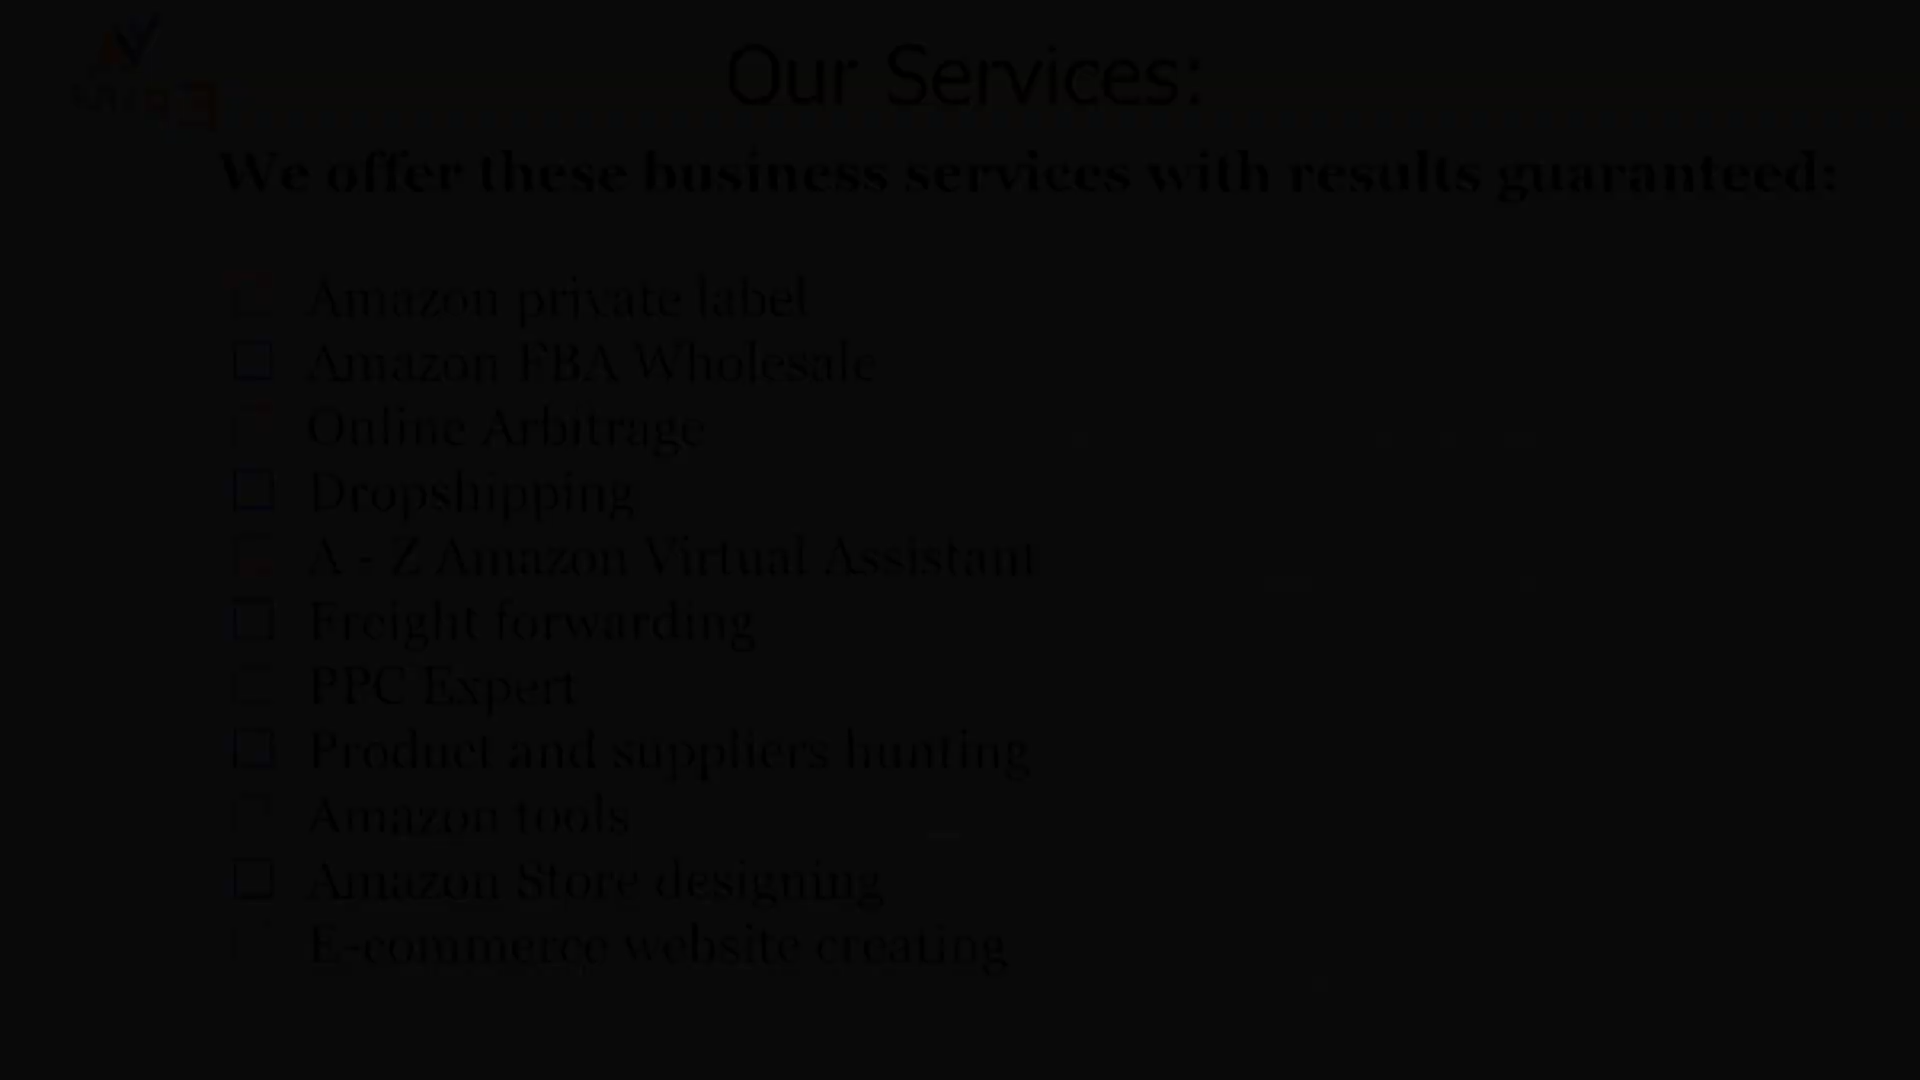 Our Services:
We offer these business services with results guaranteed:
Amazon private label
Amazon FBA Wholesale
Online Arbitrage
Dropshipping
A - Z Amazon Virtual Assistant
Freight forwarding
PPC Expert
Product and suppliers hunting
Amazon tools
Amazon Store designing
E-commerce website creating